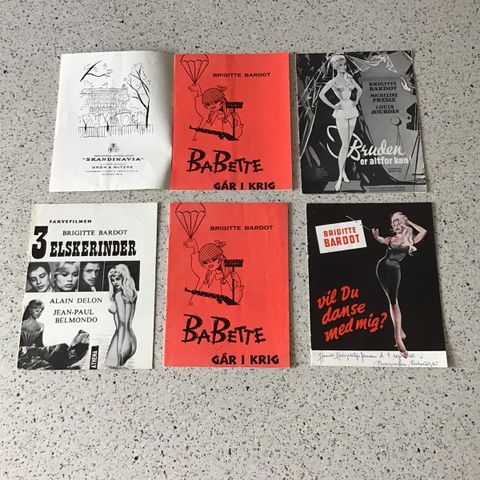 "SKANDINAVIA"
GRØN & WITZKE
BRIGITTE BARDOT
BABETTE
GÅR I KRIG
BRIGITTE
BARDOT
MICHELINE
PRESLE
LOUIS
JOURDAN
Bruden
er altfor køn!
FARVEFILMEN
BRIGITTE BARDOT
3 ELSKERINDER
ALAIN DELON
JEAN-PAUL
BELMONDO
ATHENA
BRIGITTE BARDOT
BABETTE
GÅR I KRIG
BRIGITTE
BARDOT
vil Du
danse
med mig?